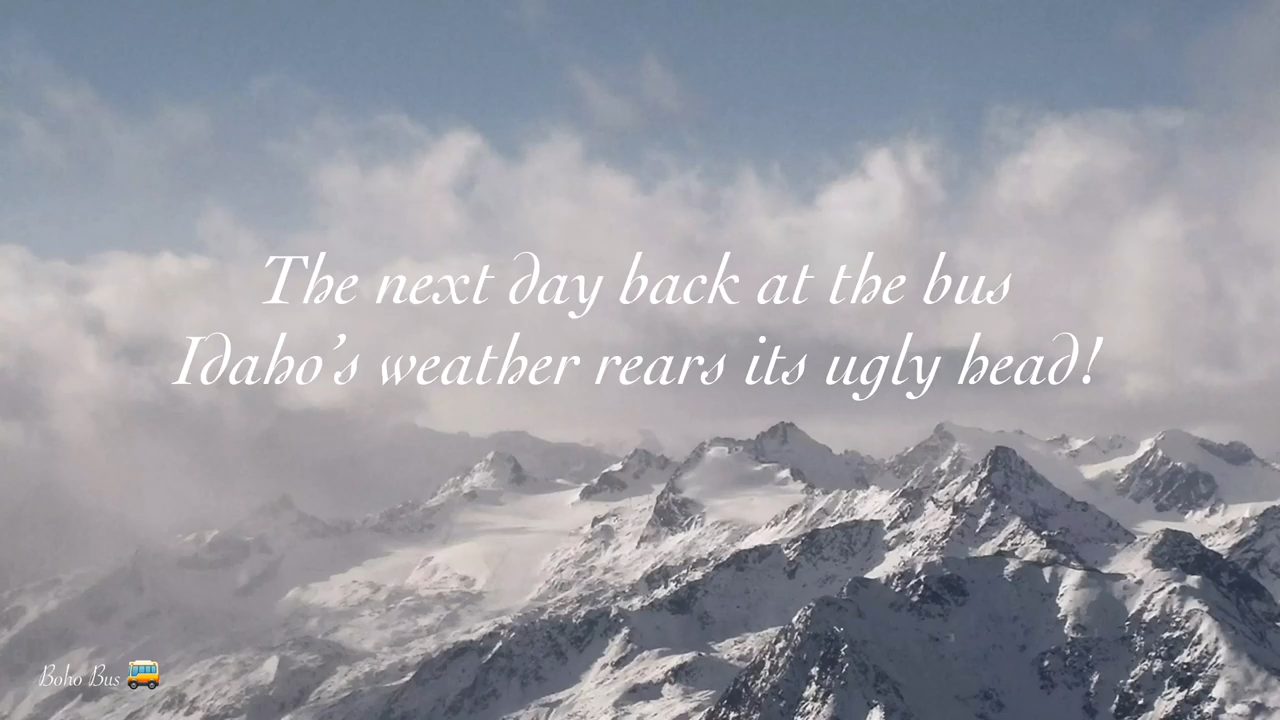 The next day back at the bus
Idaho's weather rears its ugly head!
Boho Bus 🚌